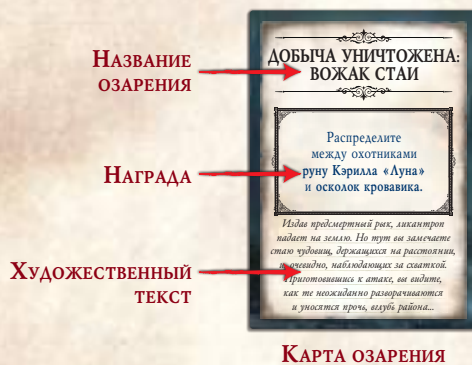 НАЗВАНИЕ
ОЗАРЕНИЯ
НАГРАДА
ХУДОЖЕСТВЕННЫЙ
ТЕКСТ
ДОБЫЧА УНИЧТОЖЕНА:
ВОЖАК СТАИ
Распределите
между охотниками
руну Кэрилла «Луна»
и осколок кровавика.
Издав предсмертный рык, ликантроп
падает на землю. Но тут вы замечаете
стаю чудовищ, держащихся на расстоянии,
и, очевидно, наблюдающих за схваткой.
Приготовившись к атаке, вы видите,
как те неожиданно разворачиваются
и уносятся прочь, вглубь района...
КАРТА ОЗАРЕНИЯ